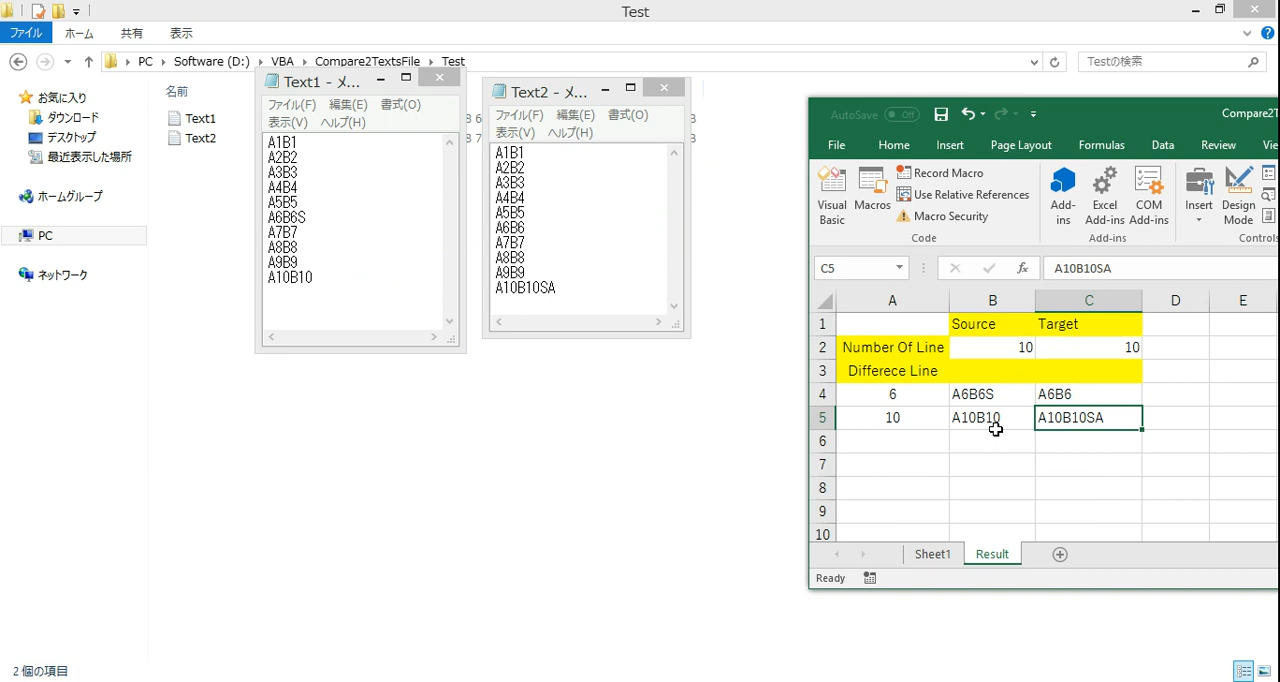 Test
ファイル ホーム 共有 表示
PC Software (D:) VBA Compare2TextsFile Test
Testの検索
お気に入り
ダウンロード
デスクトップ
最近表示した場所
ホームグループ
PC
ネットワーク
名前
Text1
Text2
Text1 - メ...
ファイル(F) 編集(E) 書式(O)
表示(V) ヘルプ(H)
A1B1
A2B2
A3B3
A4B4
A5B5
A6B6S
A7B7
A8B8
A9B9
A10B10
Text2 - メ...
ファイル(F) 編集(E) 書式(O)
表示(V) ヘルプ(H)
A1B1
A2B2
A3B3
A4B4
A5B5
A6B6
A7B7
A8B8
A9B9
A10B10SA
AutoSave Off Compare2T
File Home Insert Page Layout Formulas Data Review Vie
Visual Basic
Macros
Record Macro
Use Relative References
Macro Security
Code
Add-ins
Excel Add-ins
COM Add-ins
Add-ins
Insert
Design Mode
Controls
C5 fx A10B10SA
A B C D E
1 Source Target
2 Number Of Line 10 10
3 Differece Line
4 6 A6B6S A6B6
5 10 A10B10 A10B10SA
6
7
8
9
10
Sheet1 Result
Ready
2 個の項目